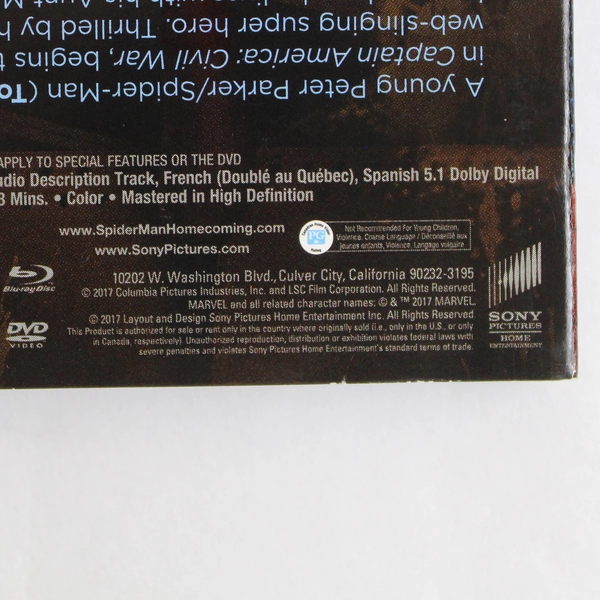 A young Peter Parker/Spider-Man (To
in Captain America: Civil War, begins t
web-slinging super hero. Thrilled by h
with his Aunt M
APPLY TO SPECIAL FEATURES OR THE DVD
dio Description Track, French (Doublé au Québec), Spanish 5.1 Dolby Digital
3 Mins. • Color • Mastered in High Definition
www.SpiderManHomecoming.com
www.SonyPictures.com
PG
Not Recommended For Young Children,
Violence, Coarse Language / Déconseillé aux
jeunes enfants, Violence, Langage vulgaire
Blu-ray Disc
DVD
VIDEO
10202 W. Washington Blvd., Culver City, California 90232-3195
© 2017 Columbia Pictures Industries, Inc. and LSC Film Corporation. All Rights Reserved.
MARVEL and all related character names: © & ™ 2017 MARVEL.
© 2017 Layout and Design Sony Pictures Home Entertainment Inc. All Rights Reserved
This Product is authorized for sale or rent only in the country where originally sold (i.e., only in the U.S. or only
in Canada, respectively). Unauthorized reproduction, distribution or exhibition violates federal laws with
severe penalties and violates Sony Pictures Home Entertainment's standard terms of trade.
SONY
PICTURES
HOME
ENTERTAINMENT